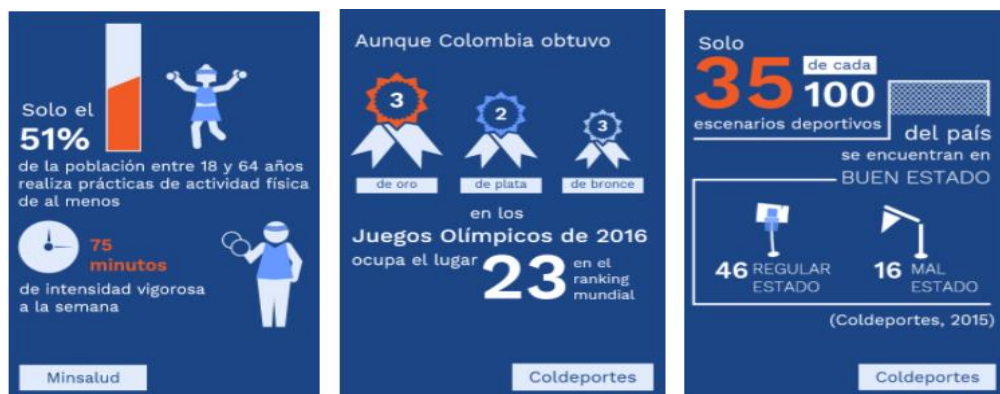 Solo el
51%
de la población entre 18 y 64 años
realiza prácticas de actividad física
de al menos
75
minutos
de intensidad vigorosa
a la semana
Minsalud
Aunque Colombia obtuvo
3
2
3
de oro
de plata
de bronce
en los
Juegos Olímpicos de 2016
ocupa el lugar
23
en el
ranking
mundial
Coldeportes
Solo
35
de cada
100
escenarios deportivos
del país
se encuentran en
BUEN ESTADO
46 REGULAR
ESTADO
16 MAL
ESTADO
(Coldeportes, 2015)
Coldeportes